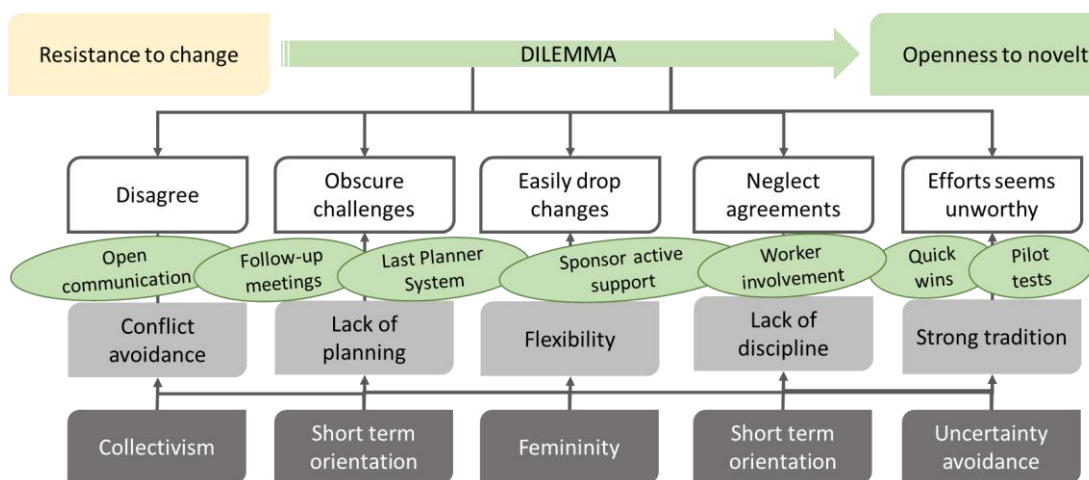 Resistance to change
DILEMMA
Openness to novelt
Disagree
Obscure
challenges
Easily drop
changes
Neglect
agreements
Efforts seems
unworthy
Open
communication
Follow-up
meetings
Last Planner
System
Sponsor active
support
Worker
involvement
Quick
wins
Pilot
tests
Conflict
avoidance
Lack of
planning
Flexibility
Lack of
discipline
Strong tradition
Collectivism
Short term
orientation
Femininity
Short term
orientation
Uncertainty
avoidance